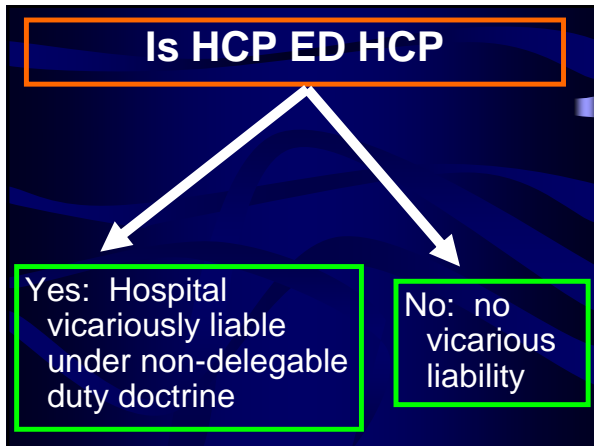 Is HCP ED HCP
Yes: Hospital
vicariously liable
under non-delegable
duty doctrine
No: no
vicarious
liability